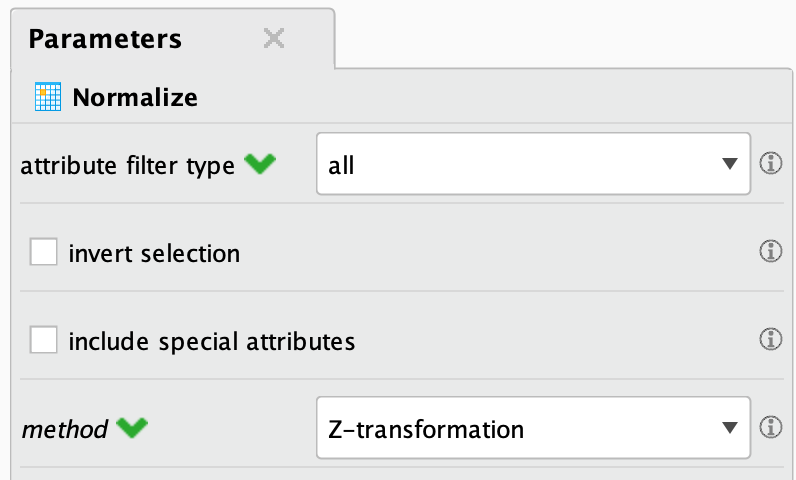 Parameters
Normalize
attribute filter type
all
invert selection
include special attributes
method
Z-transformation